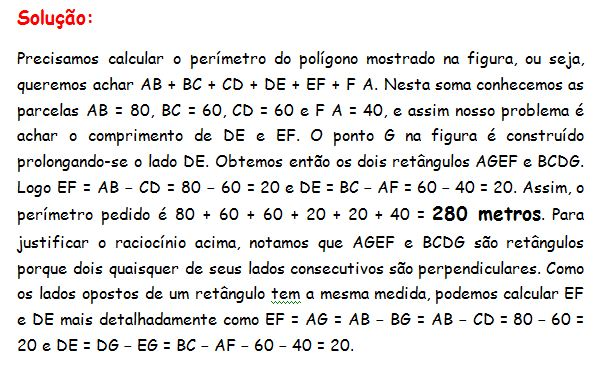 Solução:
Precisamos calcular o perímetro do polígono mostrado na figura, ou seja,
queremos achar AB + BC + CD + DE + EF + F A. Nesta soma conhecemos as
parcelas AB = 80, BC = 60, CD = 60 e F A = 40, e assim nosso problema é
achar o comprimento de DE e EF. O ponto G na figura é construído
prolongando-se o lado DE. Obtemos então os dois retângulos AGEF e BCDG.
Logo EF = AB – CD = 80 – 60 = 20 e DE = BC – AF = 60 – 40 = 20. Assim, o
perímetro pedido é 80 + 60 + 60 + 20 + 20 + 40 = 280 metros. Para
justificar o raciocínio acima, notamos que AGEF e BCDG são retângulos
porque dois quaisquer de seus lados consecutivos são perpendiculares. Como
os lados opostos de um retângulo tem a mesma medida, podemos calcular EF
e DE mais detalhadamente como EF = AG = AB – BG = AB – CD = 80 – 60 =
20 e DE = DG – EG = BC – AF – 60 – 40 = 20.